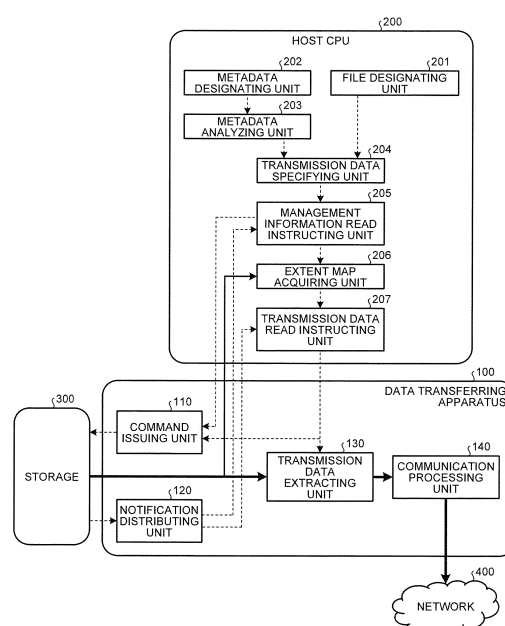 200
HOST CPU
202
METADATA
DESIGNATING UNIT
201
FILE DESIGNATING
UNIT
203
METADATA
ANALYZING UNIT
204
TRANSMISSION DATA
SPECIFYING UNIT
205
MANAGEMENT
INFORMATION READ
INSTRUCTING UNIT
206
EXTENT MAP
ACQUIRING UNIT
207
TRANSMISSION DATA
READ INSTRUCTING
UNIT
100
DATA TRANSFERRING
APPARATUS
300
STORAGE
110
COMMAND
ISSUING UNIT
130
TRANSMISSION
DATA
EXTRACTING
UNIT
140
COMMUNICATION
PROCESSING
UNIT
120
NOTIFICATION
DISTRIBUTING
UNIT
400
NETWORK